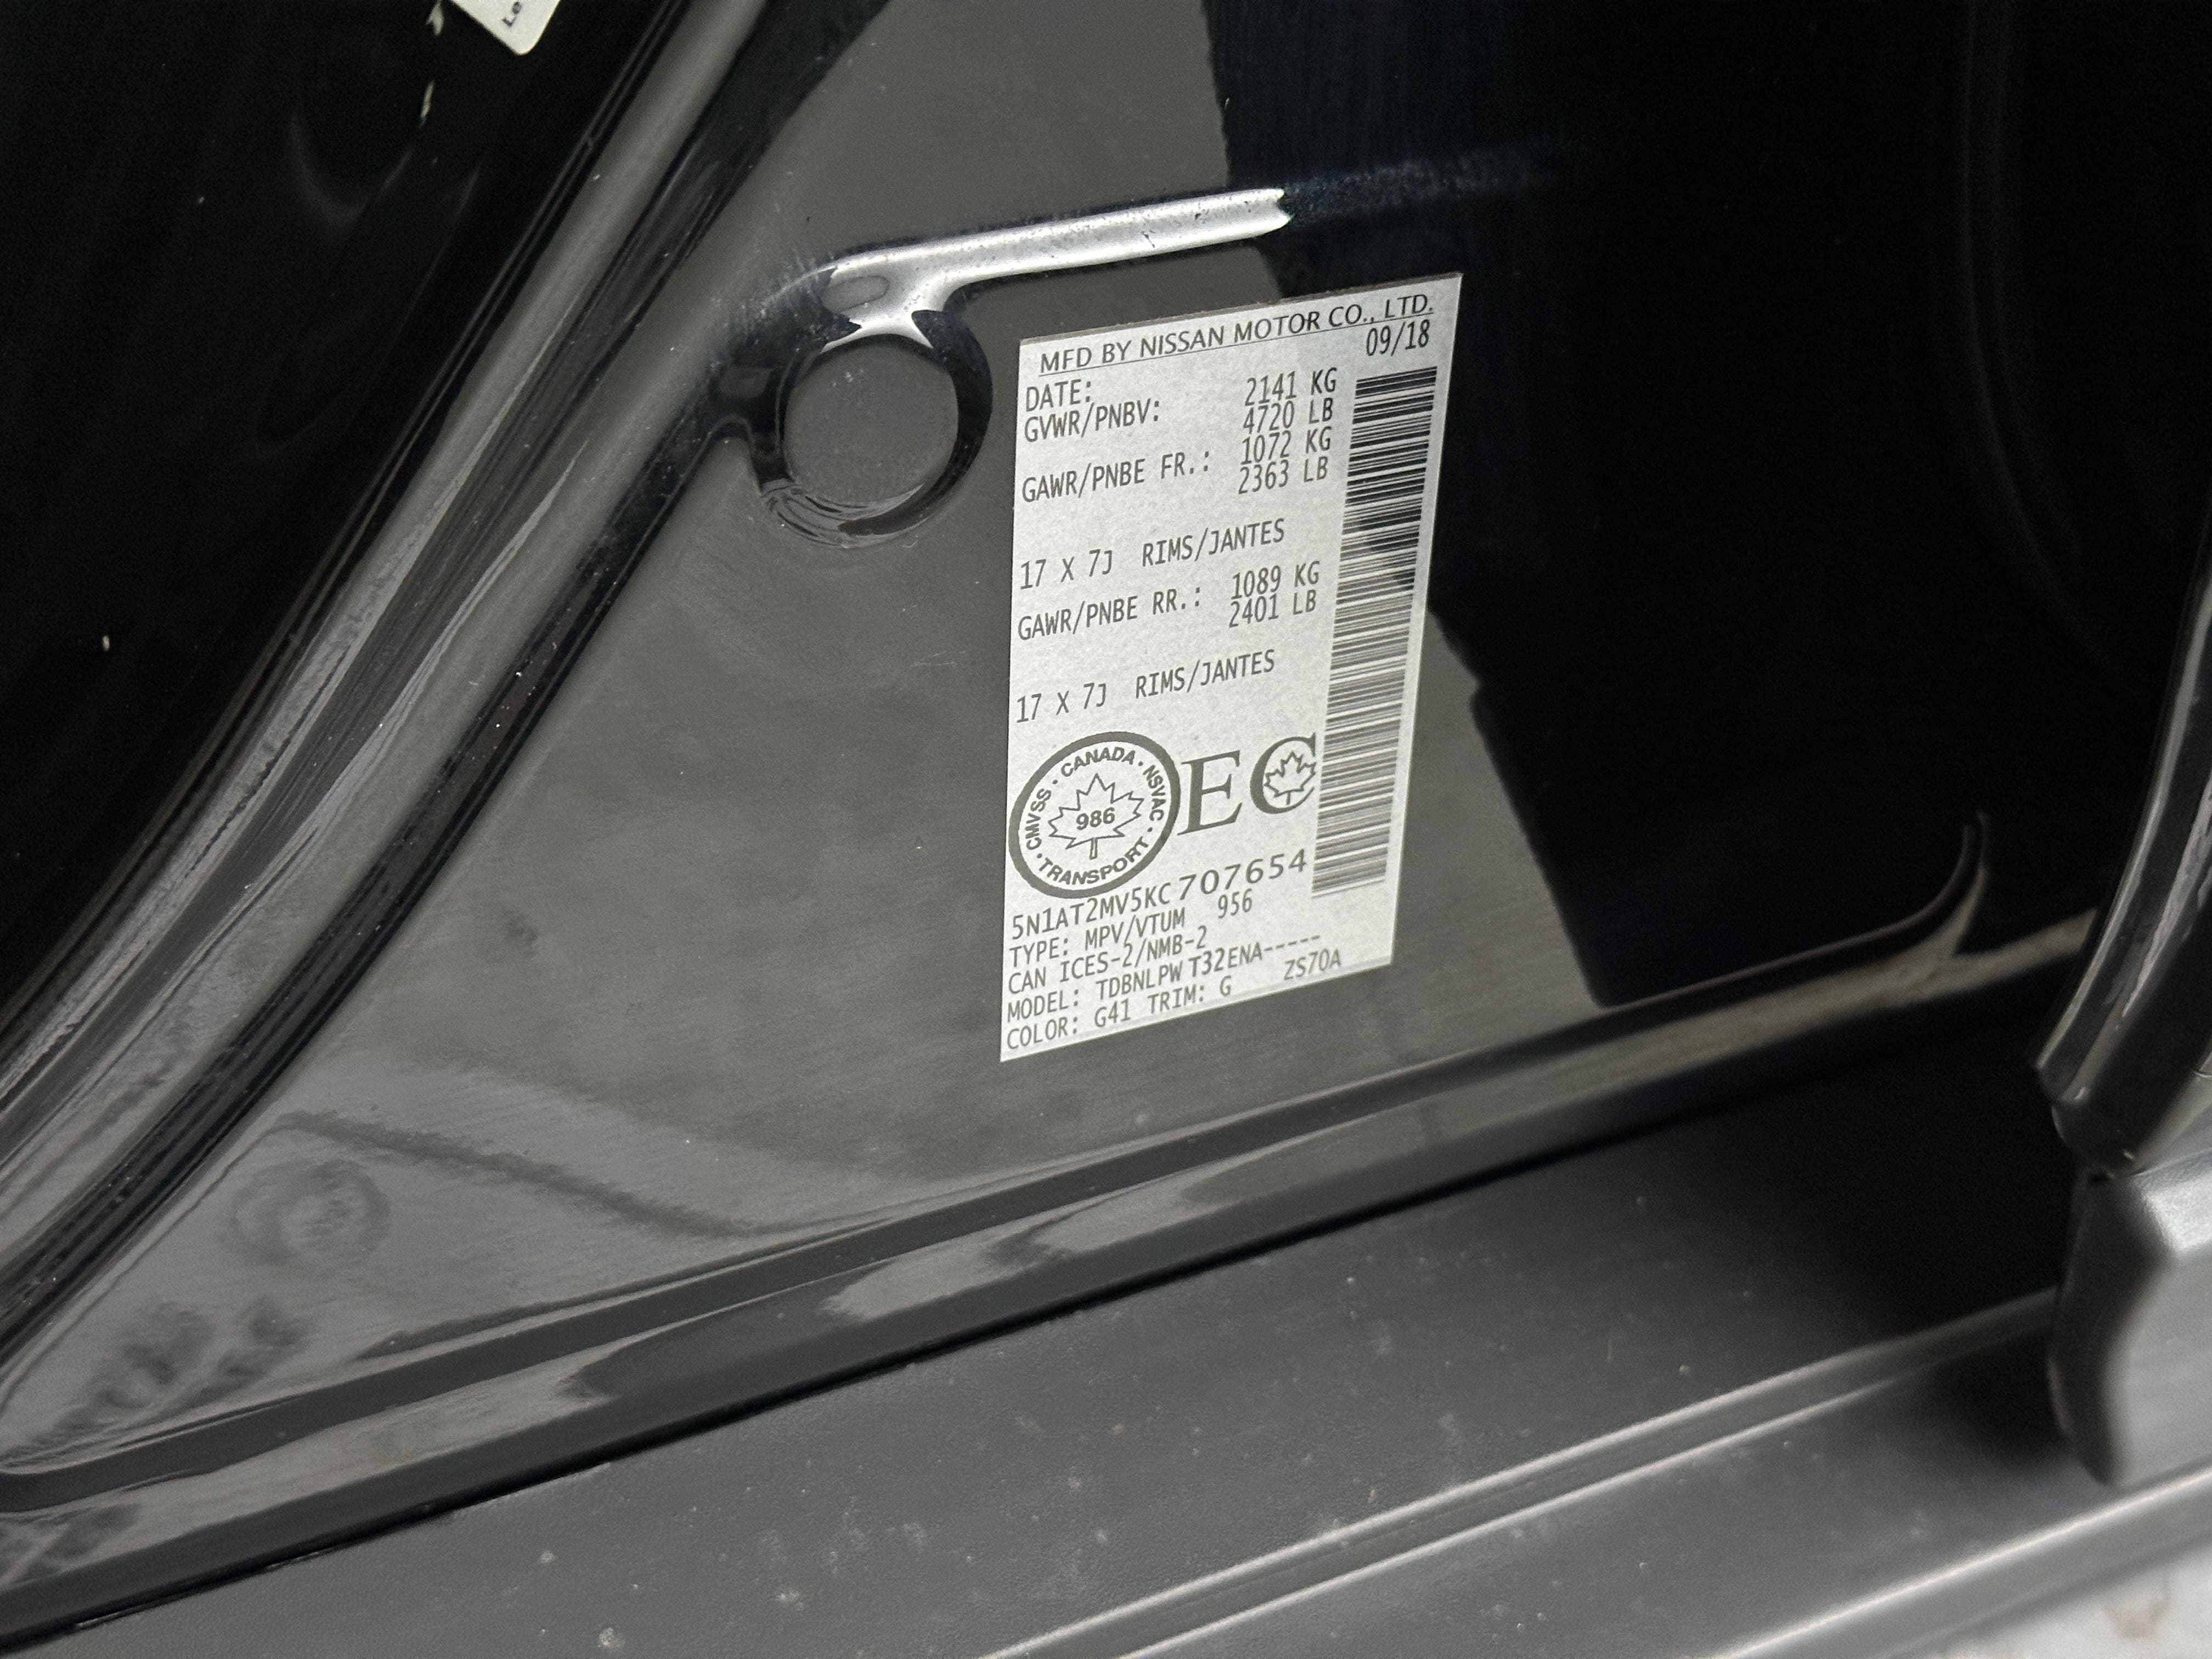 Le
MFD BY NISSAN MOTOR CO., LTD.
DATE: 09/18
GVWR/PNBV: 2141 KG
4720 LB
GAWR/PNBE FR.: 1072 KG
2363 LB
17 X 7J RIMS/JANTES
GAWR/PNBE RR.: 1089 KG
2401 LB
17 X 7J RIMS/JANTES
CANADA · NSVAC · TRANSPORT · CMVSS ·
986
EC
5N1AT2MV5KC707654
TYPE: MPV/VTUM 956
CAN ICES-2/NMB-2
MODEL: TDBNLPW T32ENA-----
COLOR: G41 TRIM: G ZS70A